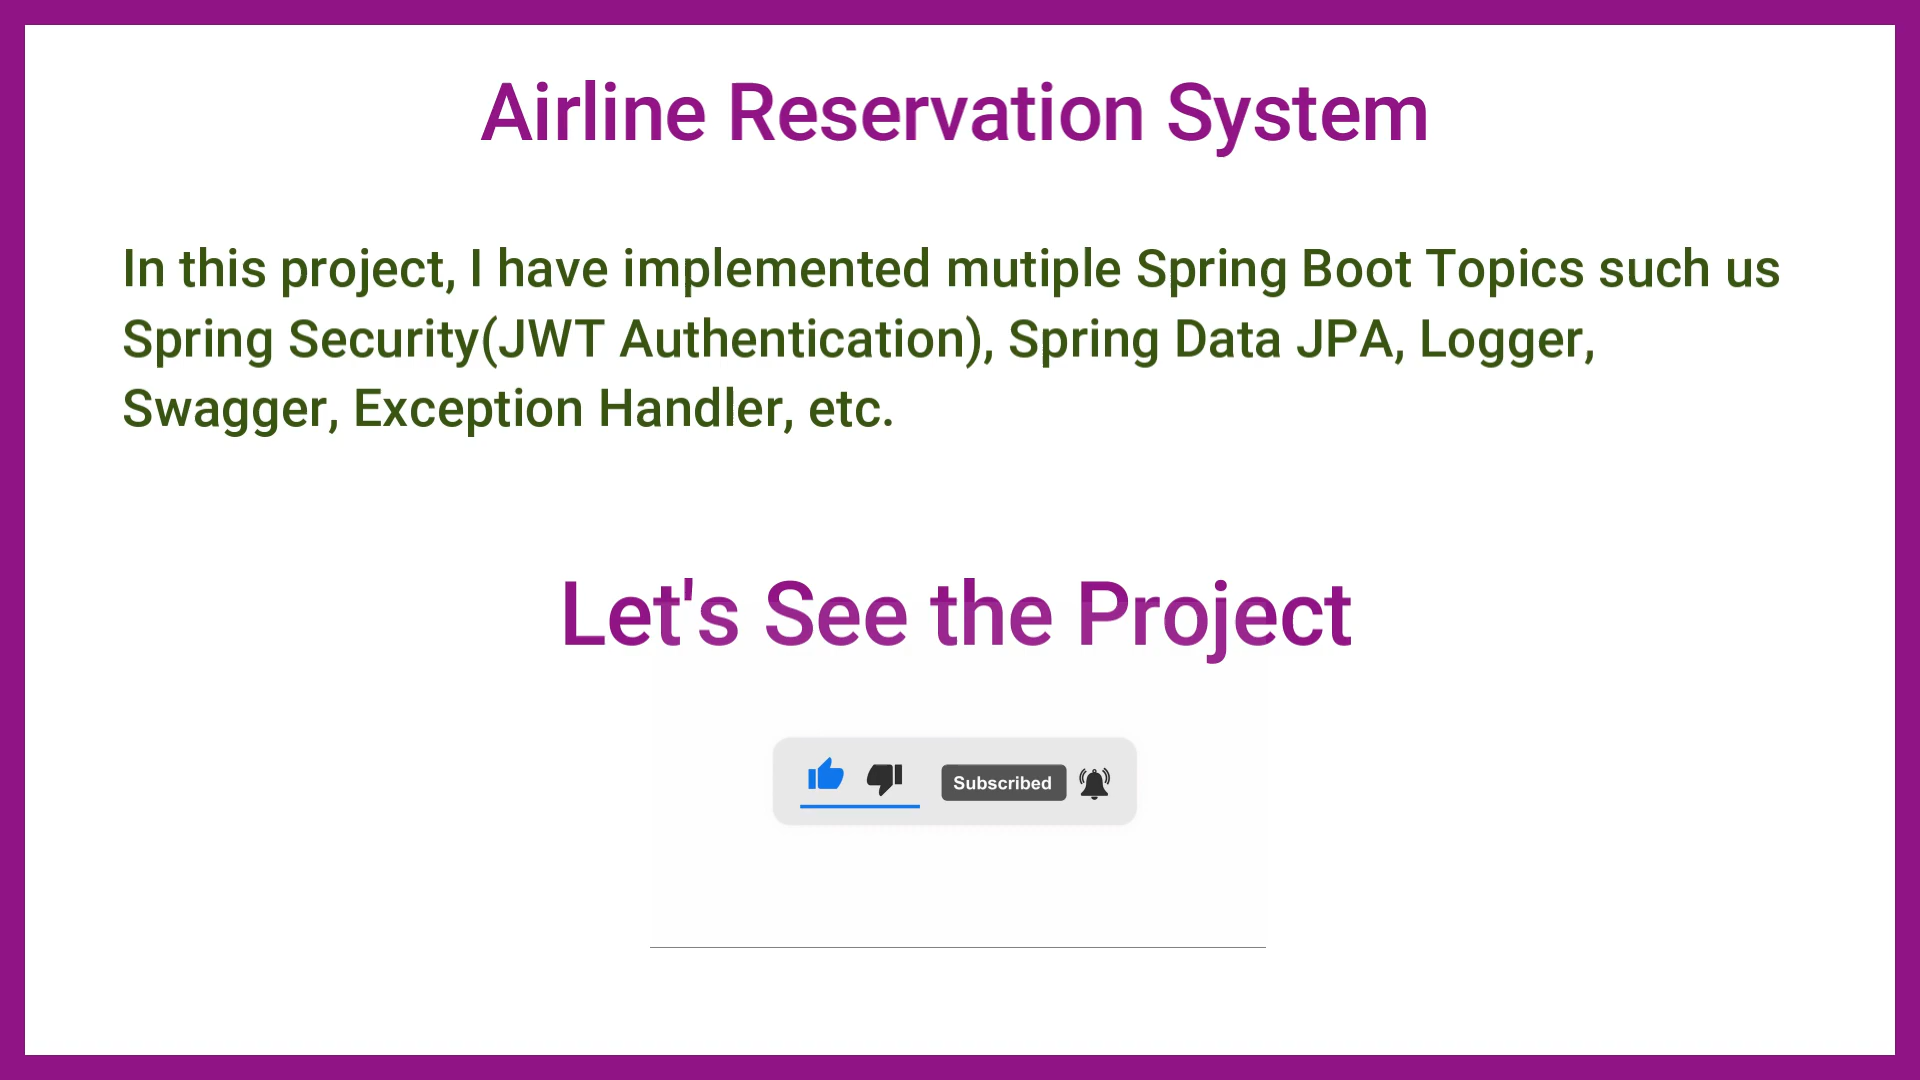 Airline Reservation System
In this project, I have implemented mutiple Spring Boot Topics such us
Spring Security(JWT Authentication), Spring Data JPA, Logger,
Swagger, Exception Handler, etc.
Let's See the Project
Subscribed